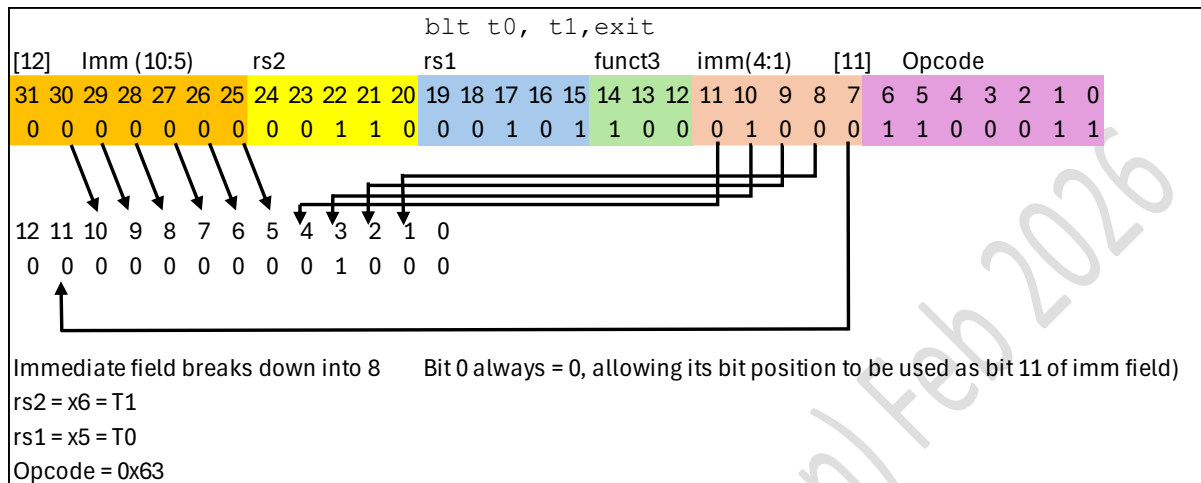 blt t0, t1,exit
[12] Imm (10:5) rs2 rs1 funct3 imm(4:1) [11] Opcode
31 30 29 28 27 26 25 24 23 22 21 20 19 18 17 16 15 14 13 12 11 10 9 8 7 6 5 4 3 2 1 0
0 0 0 0 0 0 0 0 0 1 1 0 0 0 1 0 1 1 0 0 0 1 0 0 0 1 1 0 0 0 1 1
12 11 10 9 8 7 6 5 4 3 2 1 0
0 0 0 0 0 0 0 0 0 1 0 0 0
Immediate field breaks down into 8 Bit 0 always = 0, allowing its bit position to be used as bit 11 of imm field)
rs2 = x6 = T1
rs1 = x5 = T0
Opcode = 0x63
n) Feb 2026